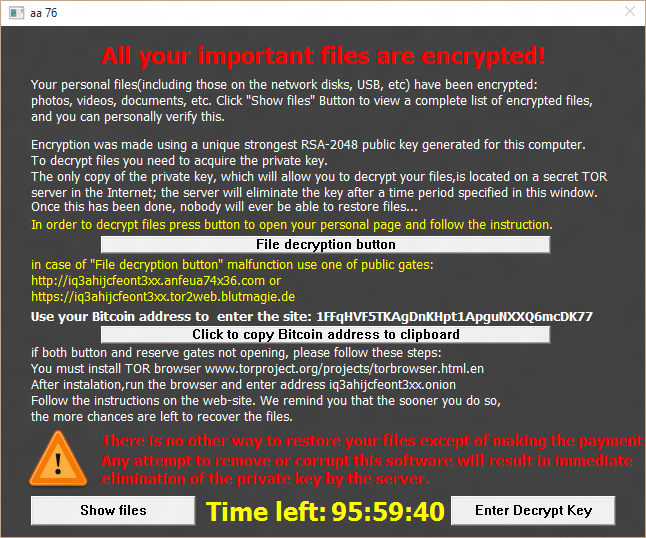 aa 76
All your important files are encrypted!
Your personal files(including those on the network disks, USB, etc) have been encrypted:
photos, videos, documents, etc. Click "Show files" Button to view a complete list of encrypted files,
and you can personally verify this.
Encryption was made using a unique strongest RSA-2048 public key generated for this computer.
To decrypt files you need to acquire the private key.
The only copy of the private key, which will allow you to decrypt your files,is located on a secret TOR
server in the Internet; the server will eliminate the key after a time period specified in this window.
Once this has been done, nobody will ever be able to restore files...
In order to decrypt files press button to open your personal page and follow the instruction.
File decryption button
in case of "File decryption button" malfunction use one of public gates:
http://iq3ahijcfeont3xx.anfeua74x36.com or
https://iq3ahijcfeont3xx.tor2web.blutmagie.de
Use your Bitcoin address to  enter the site: 1FFqHVF5TKAgDnKHpt1ApguNXXQ6mcDK77
Click to copy Bitcoin address to clipboard
if both button and reserve gates not opening, please follow these steps:
You must install TOR browser www.torproject.org/projects/torbrowser.html.en
After instalation,run the browser and enter address iq3ahijcfeont3xx.onion
Follow the instructions on the web-site. We remind you that the sooner you do so,
the more chances are left to recover the files.
There is no other way to restore your files except of making the payment
Any attempt to remove or corrupt this software will result in immediate
elimination of the private key by the server.
Show files
Time left: 95:59:40
Enter Decrypt Key